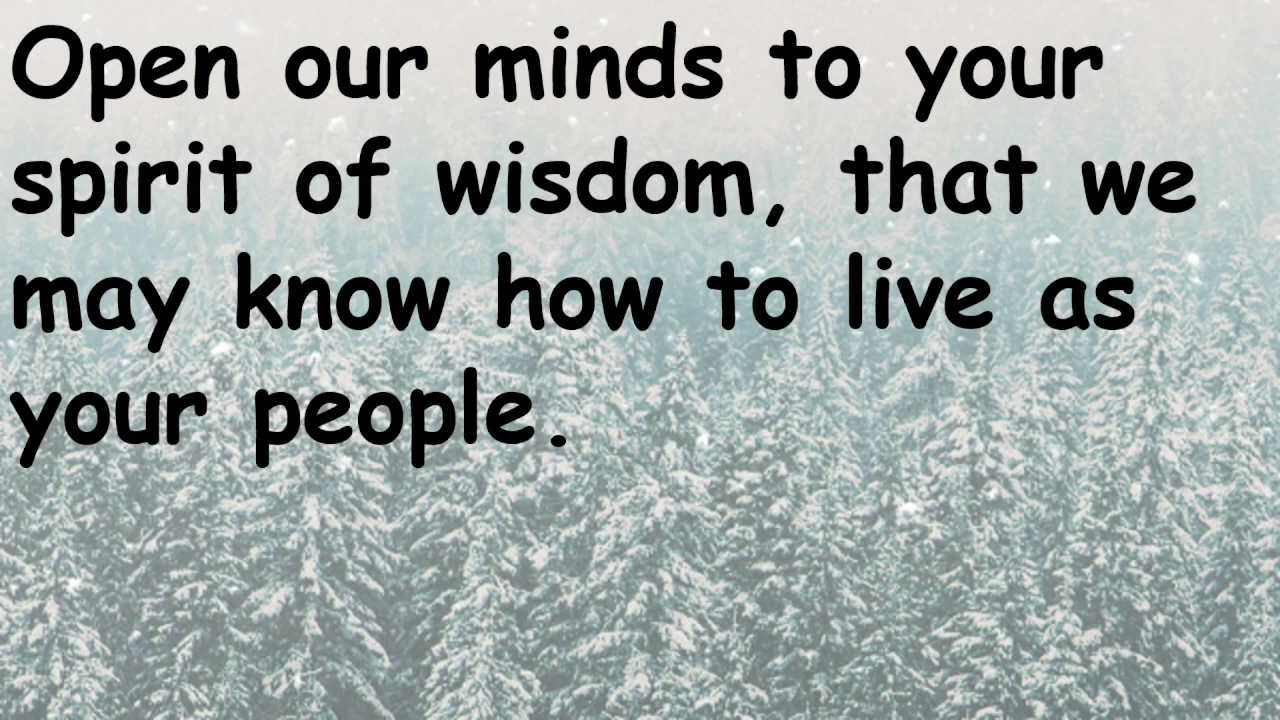 Open our minds to your
spirit of wisdom, that we
may know how to live as
your people.